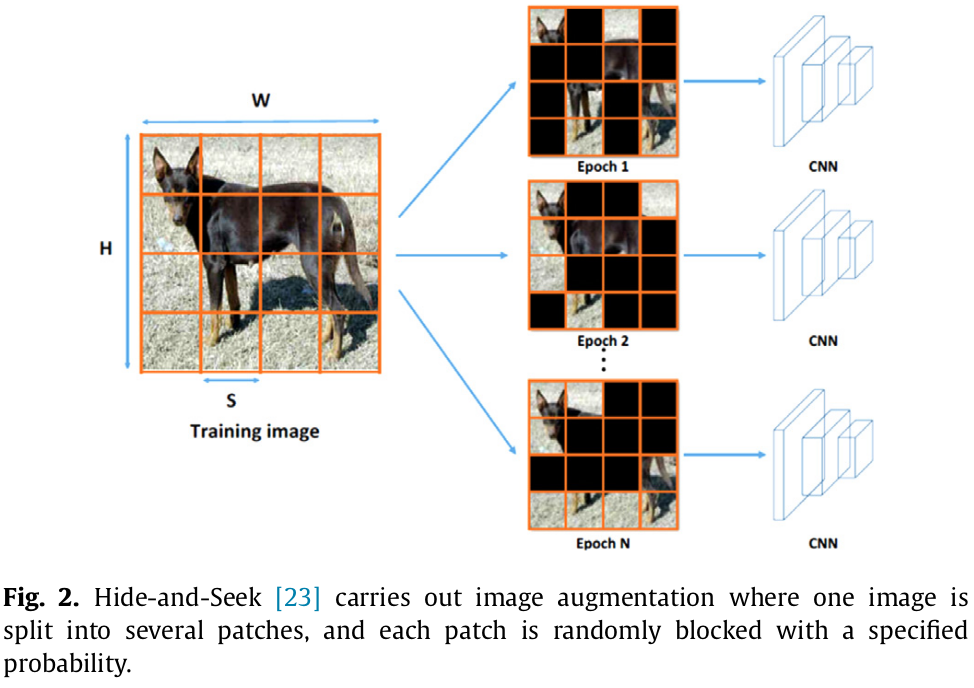 W
H
S
Training image
Epoch 1
CNN
Epoch 2
CNN
Epoch N
CNN
Fig. 2. Hide-and-Seek [23] carries out image augmentation where one image is
split into several patches, and each patch is randomly blocked with a specified
probability.